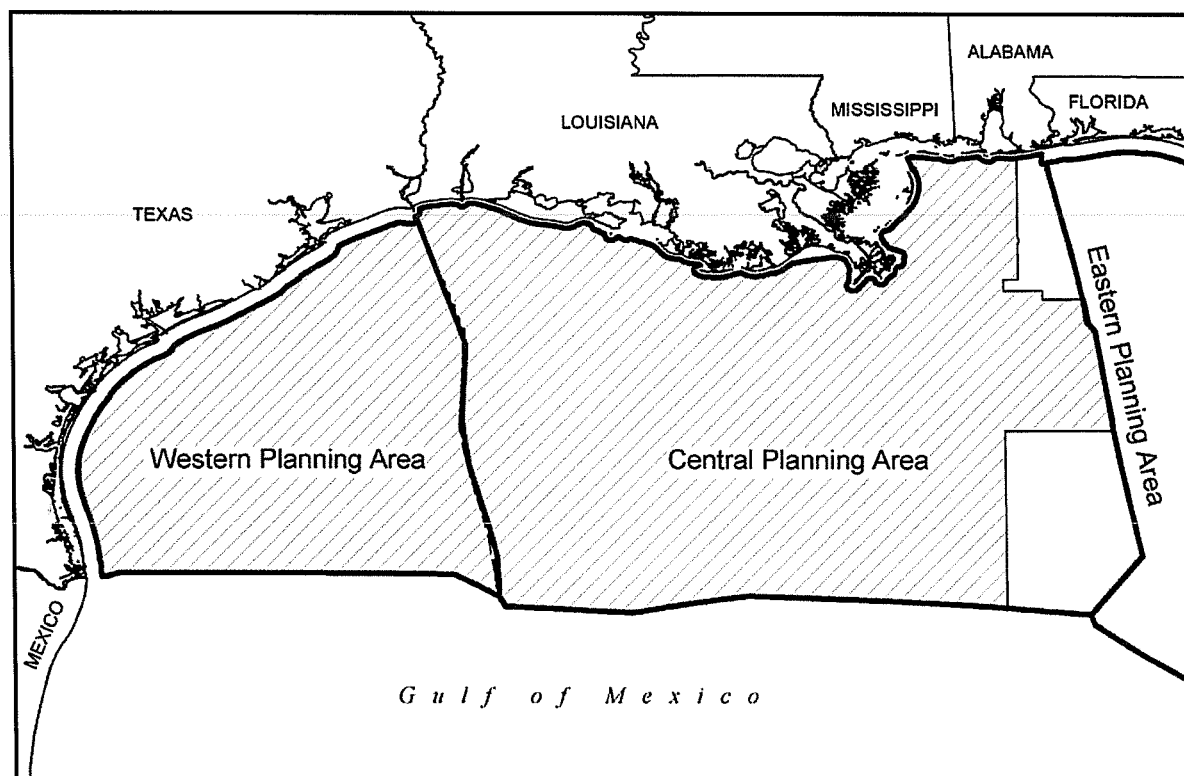 ALABAMA
MISSISSIPPI
FLORIDA
LOUISIANA
TEXAS
Eastern Planning Area
Western Planning Area
Central Planning Area
MEXICO
Gulf of Mexico